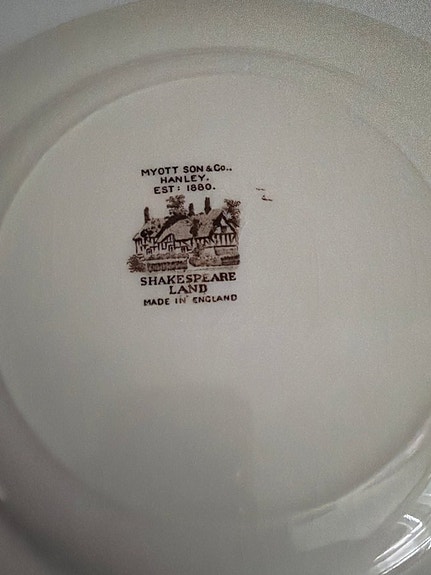 MYOTT SON & Co..
HANLEY.
EST: 1880.
SHAKESPEARE
LAND
MADE IN ENGLAND